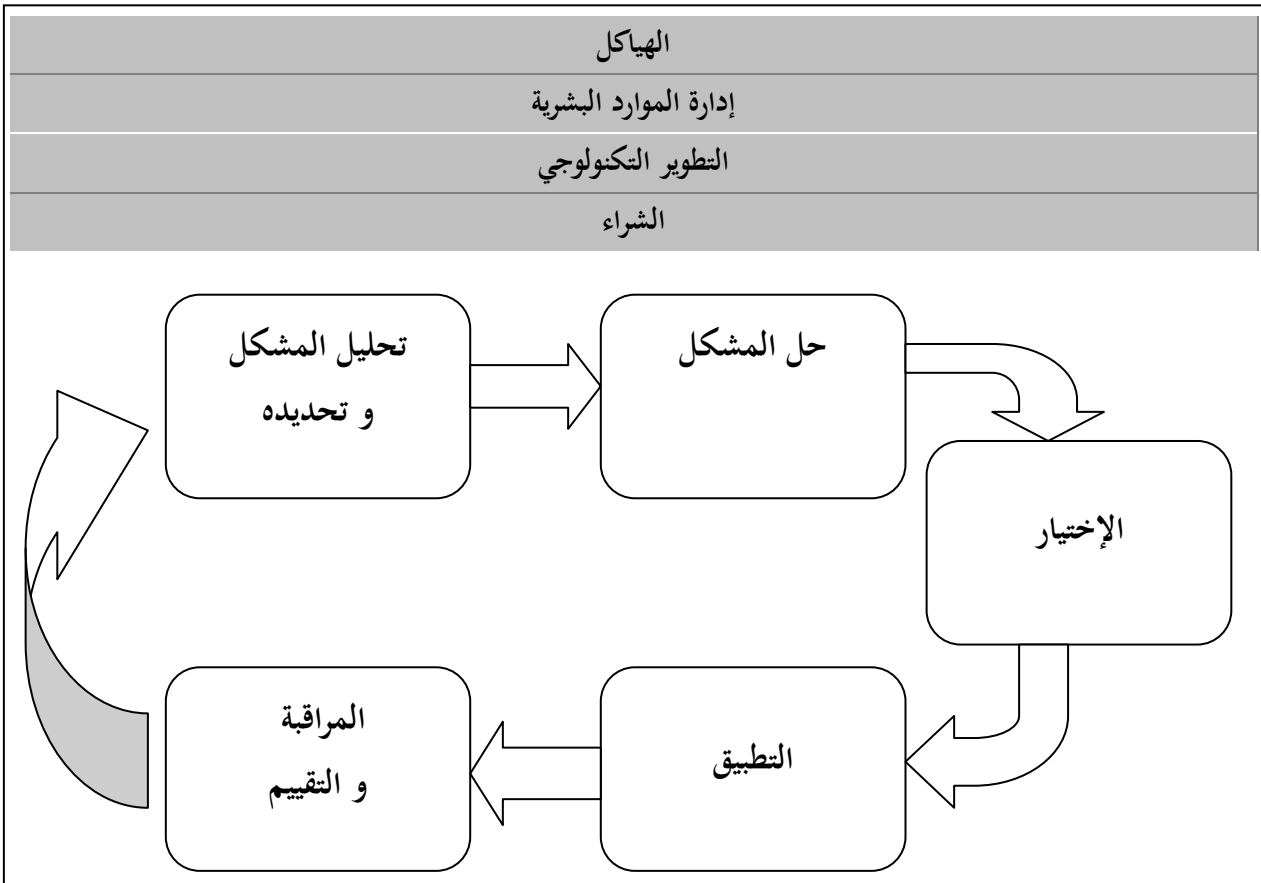 الهياكل
إدارة الموارد البشرية
التطوير التكنولوجي
الشراء
تحليل المشكل
و تحديده
حل المشكل
الإختيار
التطبيق
المراقبة
و التقييم